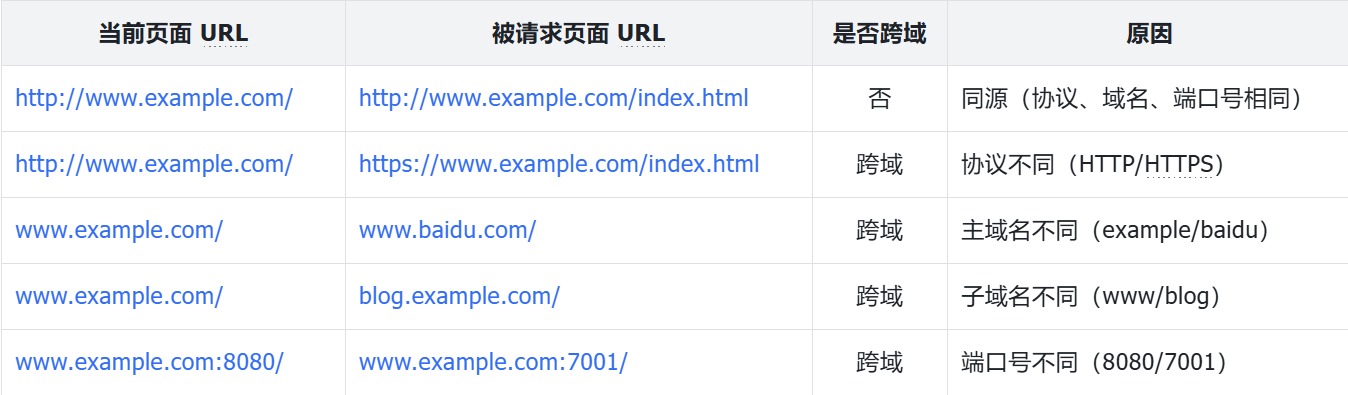 当前页面 URL 被请求页面 URL 是否跨域 原因
http://www.example.com/ http://www.example.com/index.html 否 同源（协议、域名、端口号相同）
http://www.example.com/ https://www.example.com/index.html 跨域 协议不同（HTTP/HTTPS）
www.example.com/ www.baidu.com/ 跨域 主域名不同（example/baidu）
www.example.com/ blog.example.com/ 跨域 子域名不同（www/blog）
www.example.com:8080/ www.example.com:7001/ 跨域 端口号不同（8080/7001）